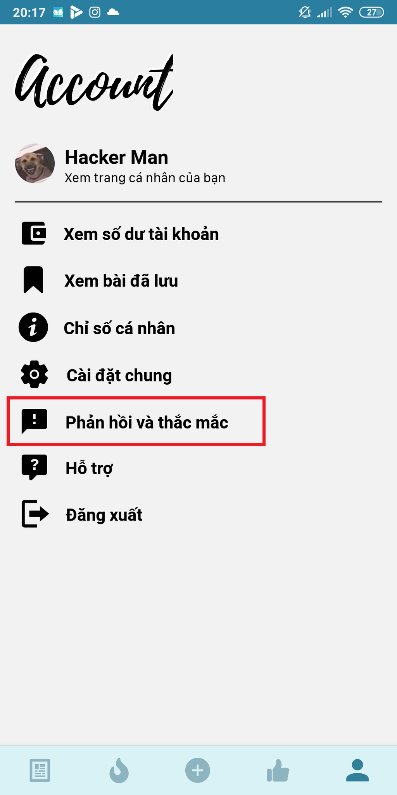 20:17
27
Account
Hacker Man
Xem trang cá nhân của bạn
Xem số dư tài khoản
Xem bài đã lưu
Chỉ số cá nhân
Cài đặt chung
Phản hồi và thắc mắc
Hỗ trợ
Đăng xuất